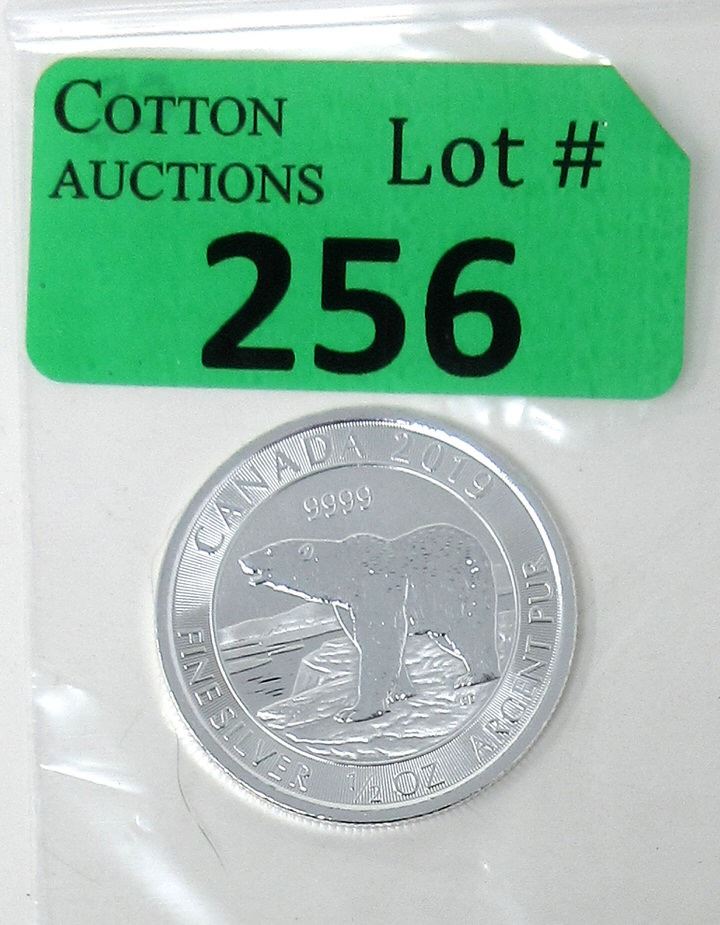 COTTON
AUCTIONS
Lot #
256
CANADA 2019
9999
FINE SILVER 1/2 OZ ARGENT PUR